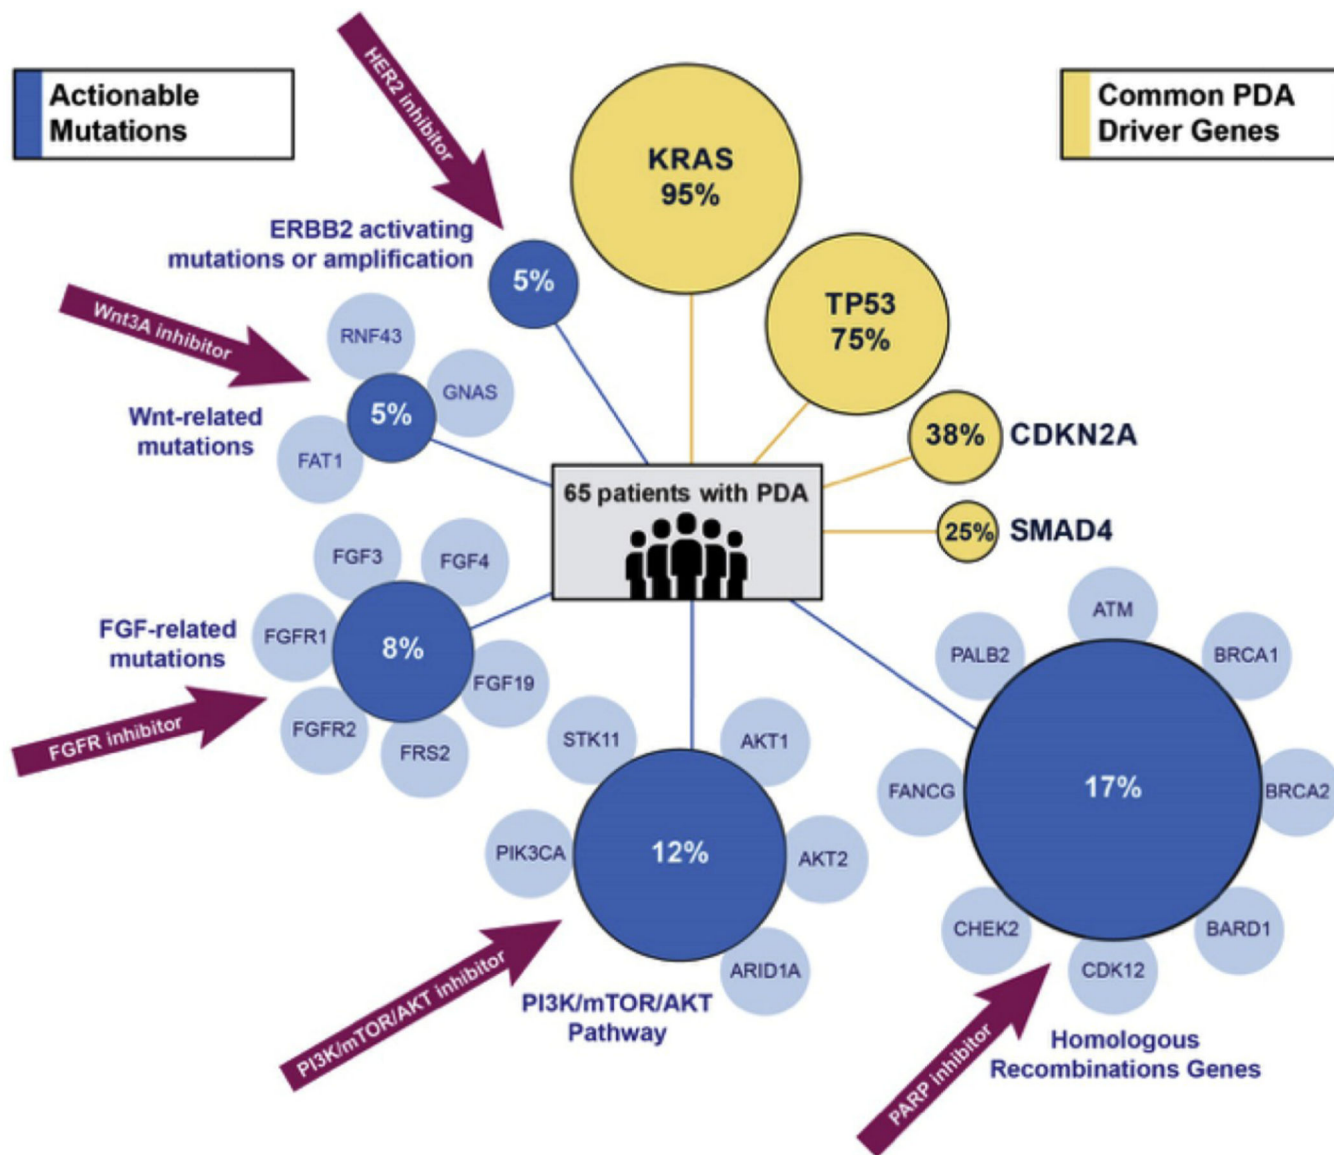 Actionable
Mutations
Common PDA
Driver Genes
HER2 inhibitor
KRAS
95%
ERBB2 activating
mutations or amplification
5%
TP53
75%
Wnt3A inhibitor
RNF43
GNAS
5%
Wnt-related
mutations
FAT1
38%
CDKN2A
65 patients with PDA
25%
SMAD4
FGF3
FGF4
FGF-related
mutations
FGFR1
8%
FGF19
FGFR2
FRS2
FGFR inhibitor
ATM
PALB2
BRCA1
FANCG
17%
BRCA2
CHEK2
BARD1
CDK12
STK11
AKT1
PIK3CA
12%
AKT2
ARID1A
PI3K/mTOR/AKT inhibitor
PI3K/mTOR/AKT
Pathway
Homologous
Recombinations Genes
PARP inhibitor